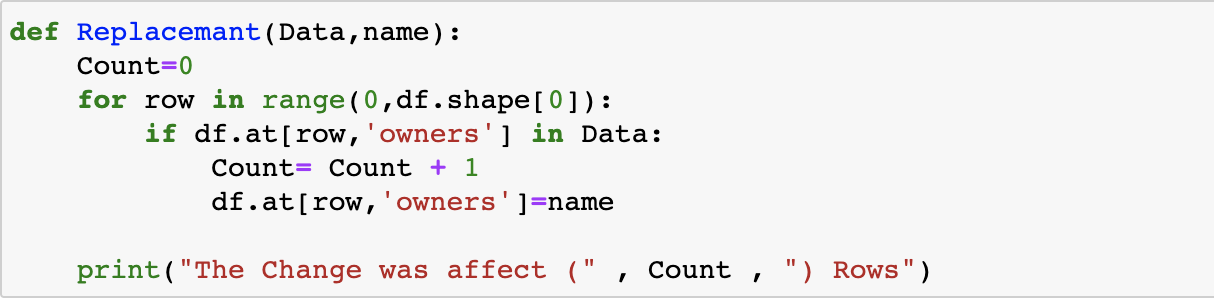 def Replacemant(Data,name):
    Count=0
    for row in range(0,df.shape[0]):
        if df.at[row,'owners'] in Data:
            Count= Count + 1
            df.at[row,'owners']=name
    print("The Change was affect (" , Count , ") Rows")